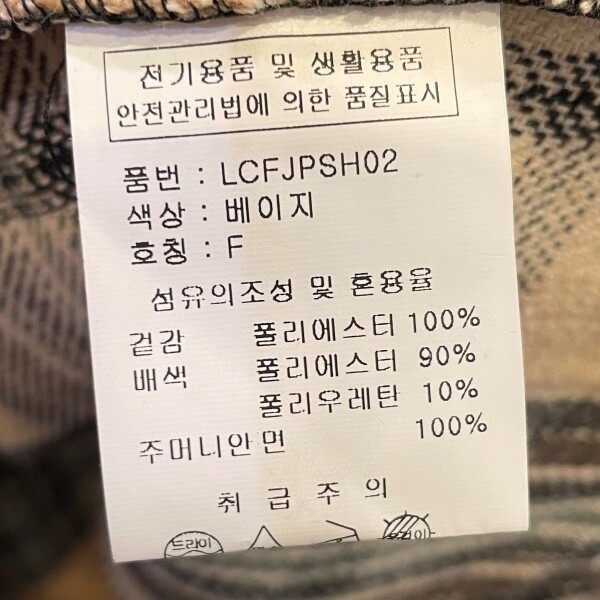 전기용품 및 생활용품
안전관리법에 의한 품질표시
품번 : LCFJPSH02
색상 : 베이지
호칭 : F
섬유의조성 및 혼용율
겉감 폴리에스터 100%
배색 폴리에스터 90%
폴리우레탄 10%
주머니안 면 100%
취 급 주 의
드라이